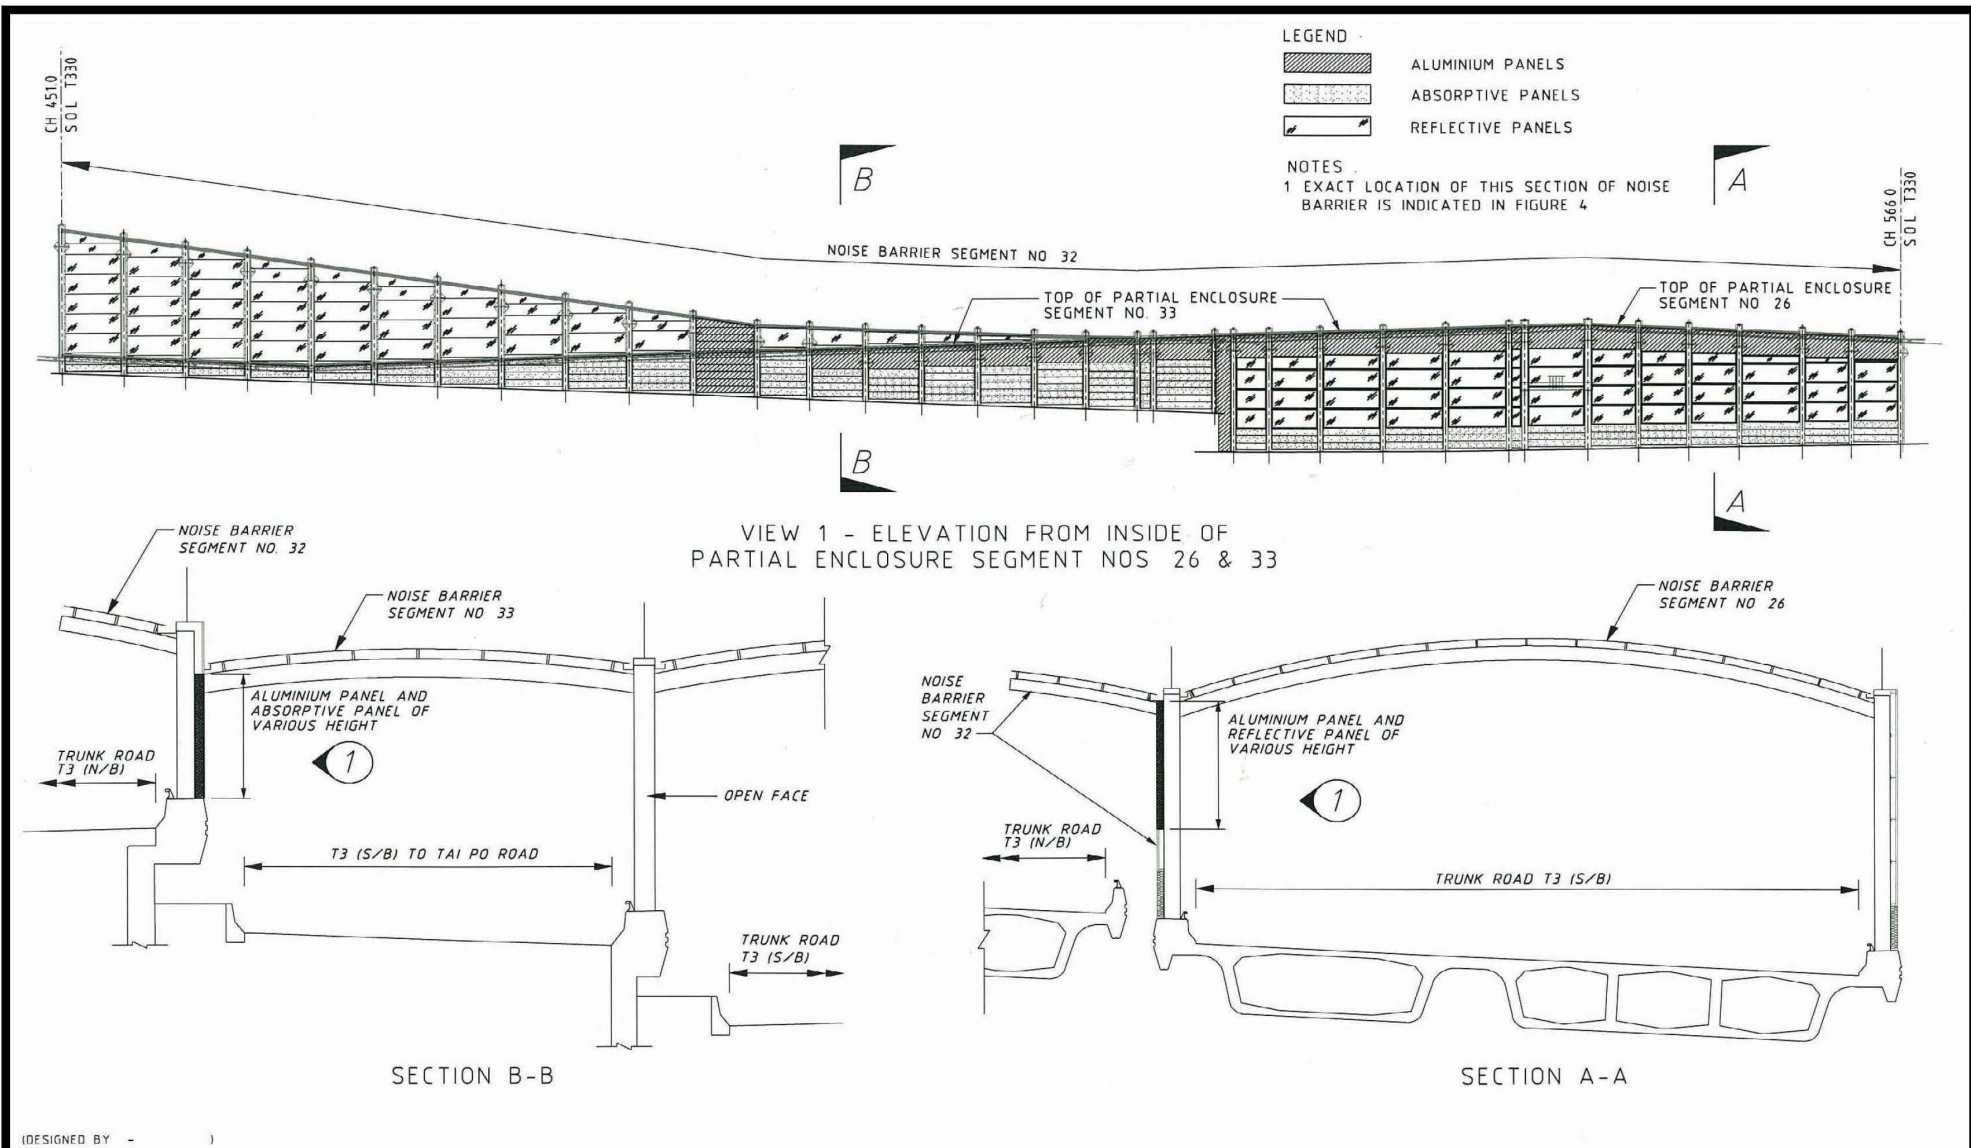 LEGEND
ALUMINIUM PANELS
ABSORPTIVE PANELS
REFLECTIVE PANELS
NOTES
1 EXACT LOCATION OF THIS SECTION OF NOISE
BARRIER IS INDICATED IN FIGURE 4
CH 451.0
SOL T330
B
A
CH 566 0
SOL T330
NOISE BARRIER SEGMENT NO 32
TOP OF PARTIAL ENCLOSURE
SEGMENT NO. 33
TOP OF PARTIAL ENCLOSURE
SEGMENT NO 26
B
A
VIEW 1 - ELEVATION FROM INSIDE OF
PARTIAL ENCLOSURE SEGMENT NOS 26 & 33
NOISE BARRIER
SEGMENT NO. 32
NOISE BARRIER
SEGMENT NO 33
ALUMINIUM PANEL AND
ABSORPTIVE PANEL OF
VARIOUS HEIGHT
1
TRUNK ROAD
T3 (N/B)
OPEN FACE
T3 (S/B) TO TAI PO ROAD
TRUNK ROAD
T3 (S/B)
SECTION B-B
NOISE BARRIER
SEGMENT NO 26
NOISE
BARRIER
SEGMENT
NO 32
ALUMINIUM PANEL AND
REFLECTIVE PANEL OF
VARIOUS HEIGHT
1
TRUNK ROAD
T3 (N/B)
TRUNK ROAD T3 (S/B)
SECTION A-A
(DESIGNED BY - )